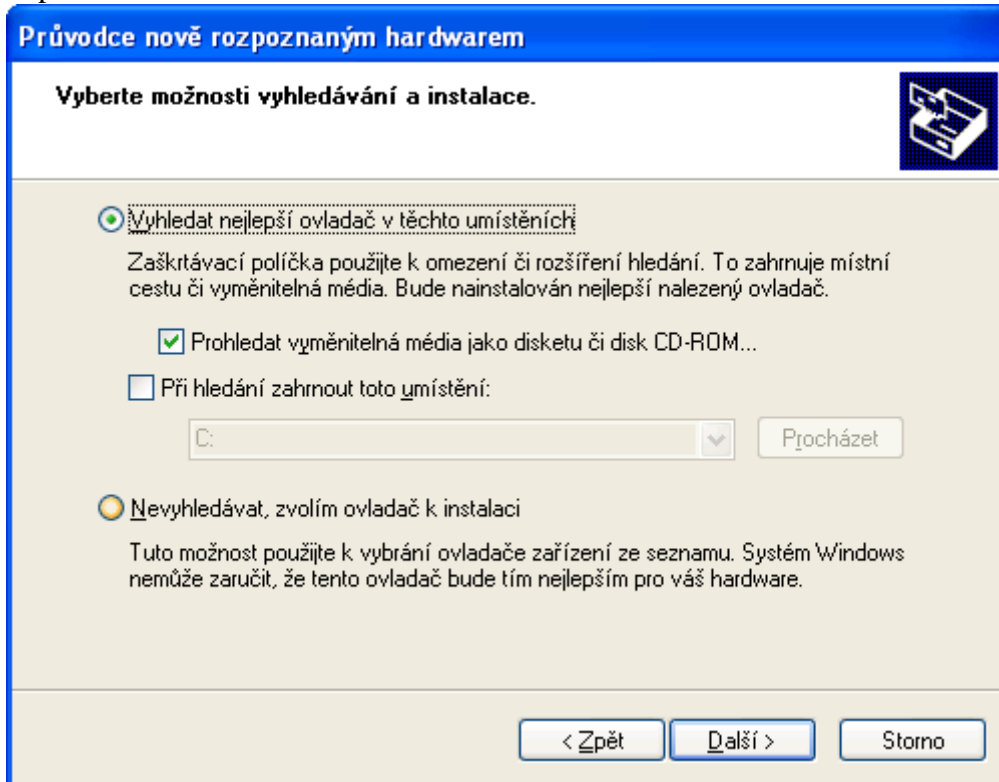 Průvodce nově rozpoznaným hardwarem
Vyberte možnosti vyhledávání a instalace.
Vyhledat nejlepší ovladač v těchto umístěních
Zaškrtávací políčka použijte k omezení či rozšíření hledání. To zahrnuje místní
cestu či vyměnitelná média. Bude nainstalován nejlepší nalezený ovladač.
Prohledat vyměnitelná média jako disketu či disk CD-ROM...
Při hledání zahrnout toto umístění:
C:
Procházet
Nevyhledávat, zvolím ovladač k instalaci
Tuto možnost použijte k vybrání ovladače zařízení ze seznamu. Systém Windows
nemůže zaručit, že tento ovladač bude tím nejlepším pro váš hardware.
< Zpět
Další >
Storno